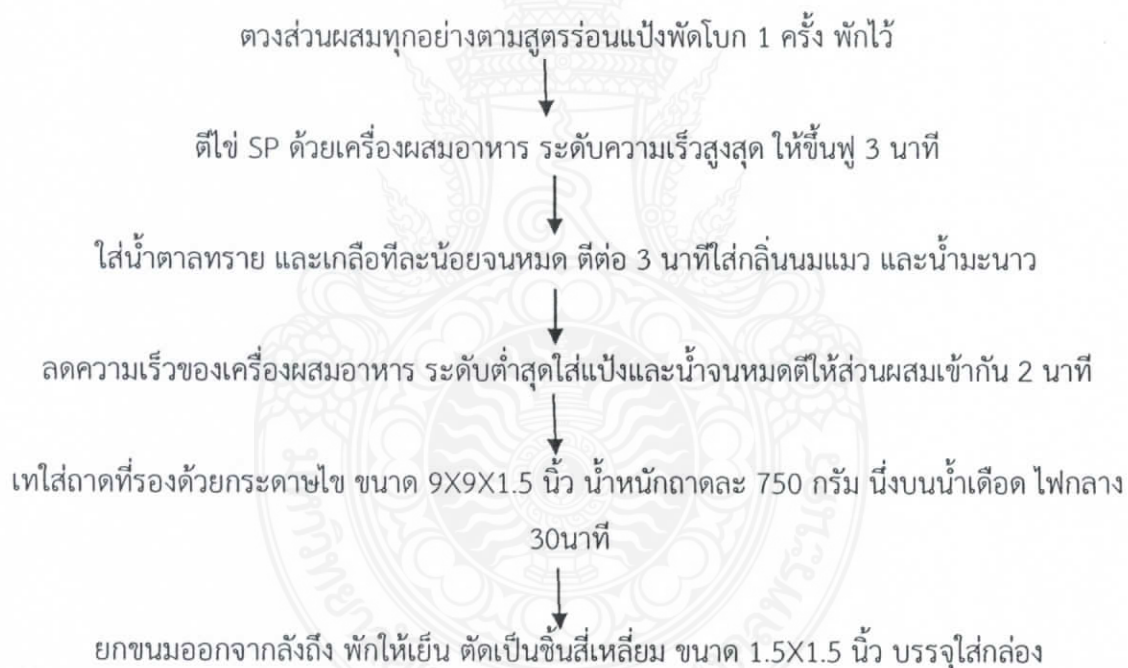 ตวงส่วนผสมทุกอย่างตามสูตรร่อนแป้งพัดโบก 1 ครั้ง พักไว้
ตีไข่ SP ด้วยเครื่องผสมอาหาร ระดับความเร็วสูงสุด ให้ขึ้นฟู 3 นาที
ใส่น้ำตาลทราย และเกลือทีละน้อยจนหมด ตีต่อ 3 นาทีใส่กลิ่นนมแมว และน้ำมะนาว
ลดความเร็วของเครื่องผสมอาหาร ระดับต่ำสุดใส่แป้งและน้ำจนหมดตีให้ส่วนผสมเข้ากัน 2 นาที
เทใส่ถาดที่รองด้วยกระดาษไข ขนาด 9X9X1.5 นิ้ว น้ำหนักถาดละ 750 กรัม นึ่งบนน้ำเดือด ไฟกลาง
30นาที
ยกขนมออกจากลังถึง พักให้เย็น ตัดเป็นชิ้นสี่เหลี่ยม ขนาด 1.5X1.5 นิ้ว บรรจุใส่กล่อง